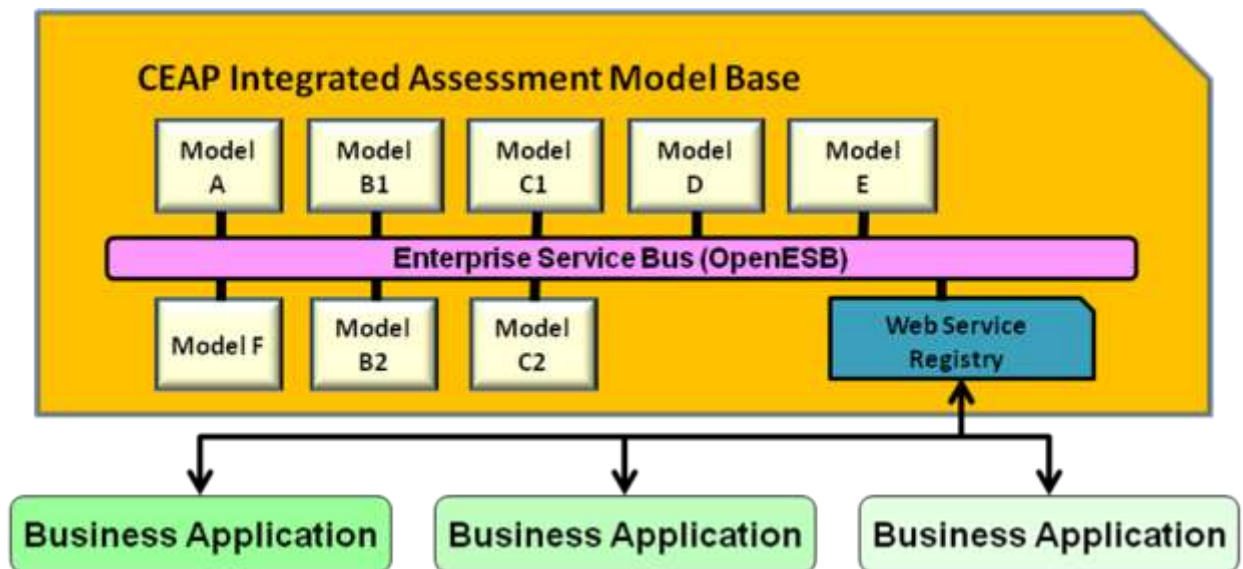 CEAP Integrated Assessment Model Base
Model
A
Model
B1
Model
C1
Model
D
Model
E
Enterprise Service Bus (OpenESB)
Model F
Model
B2
Model
C2
Web Service
Registry
Business Application
Business Application
Business Application